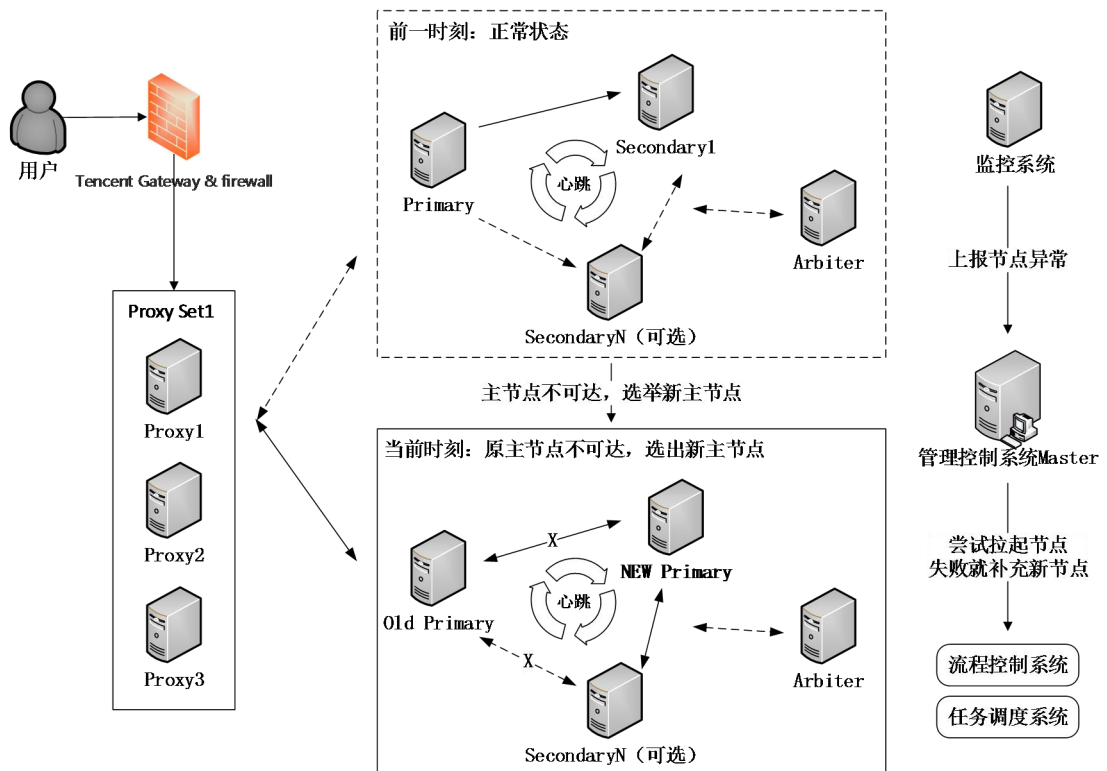 用户
Tencent Gateway & firewall
Proxy Set1
Proxy1
Proxy2
Proxy3
前一时刻：正常状态
Secondary1
心跳
Primary
Arbiter
SecondaryN（可选）
主节点不可达，选举新主节点
当前时刻：原主节点不可达，选出新主节点
X
NEW Primary
心跳
Old Primary
X
Arbiter
SecondaryN（可选）
监控系统
上报节点异常
管理控制系统Master
尝试拉起节点
失败就补充新节点
流程控制系统
任务调度系统